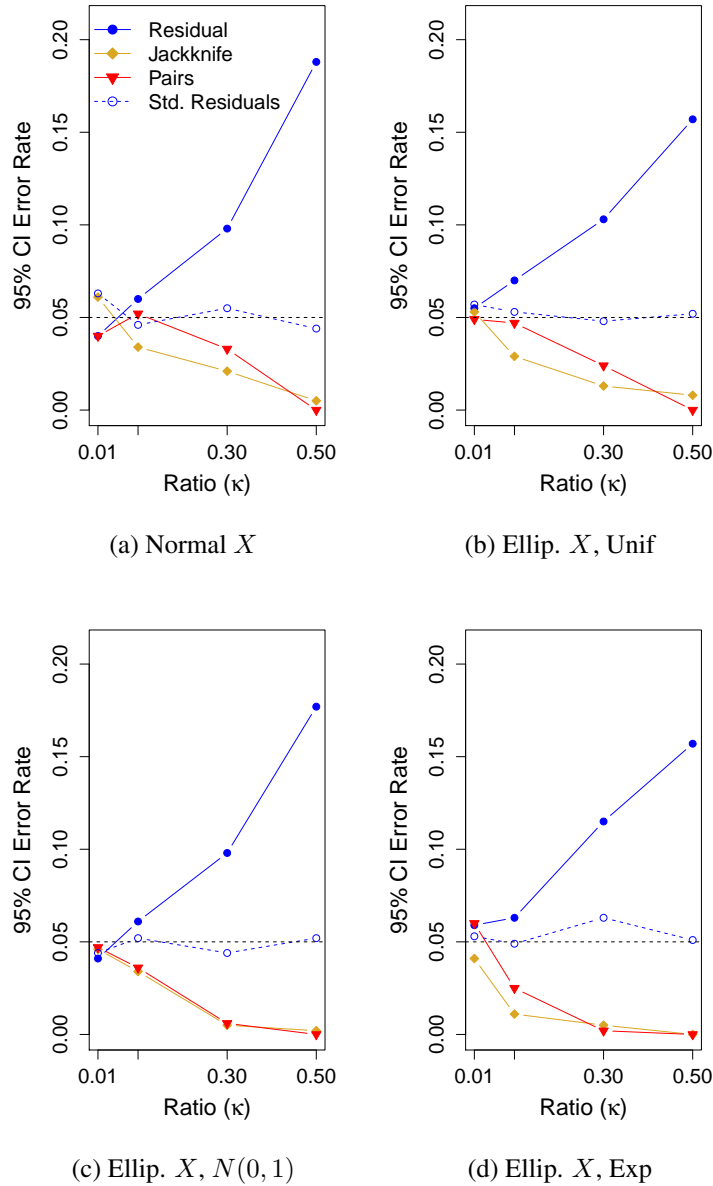 Residual
Jackknife
Pairs
Std. Residuals
95% CI Error Rate
0.20
0.15
0.10
0.05
0.00
0.01
0.30
0.50
Ratio (κ)
(a) Normal X
95% CI Error Rate
0.20
0.15
0.10
0.05
0.00
0.01
0.30
0.50
Ratio (κ)
(b) Ellip. X, Unif
95% CI Error Rate
0.20
0.15
0.10
0.05
0.00
0.01
0.30
0.50
Ratio (κ)
(c) Ellip. X, N(0, 1)
95% CI Error Rate
0.20
0.15
0.10
0.05
0.00
0.01
0.30
0.50
Ratio (κ)
(d) Ellip. X, Exp